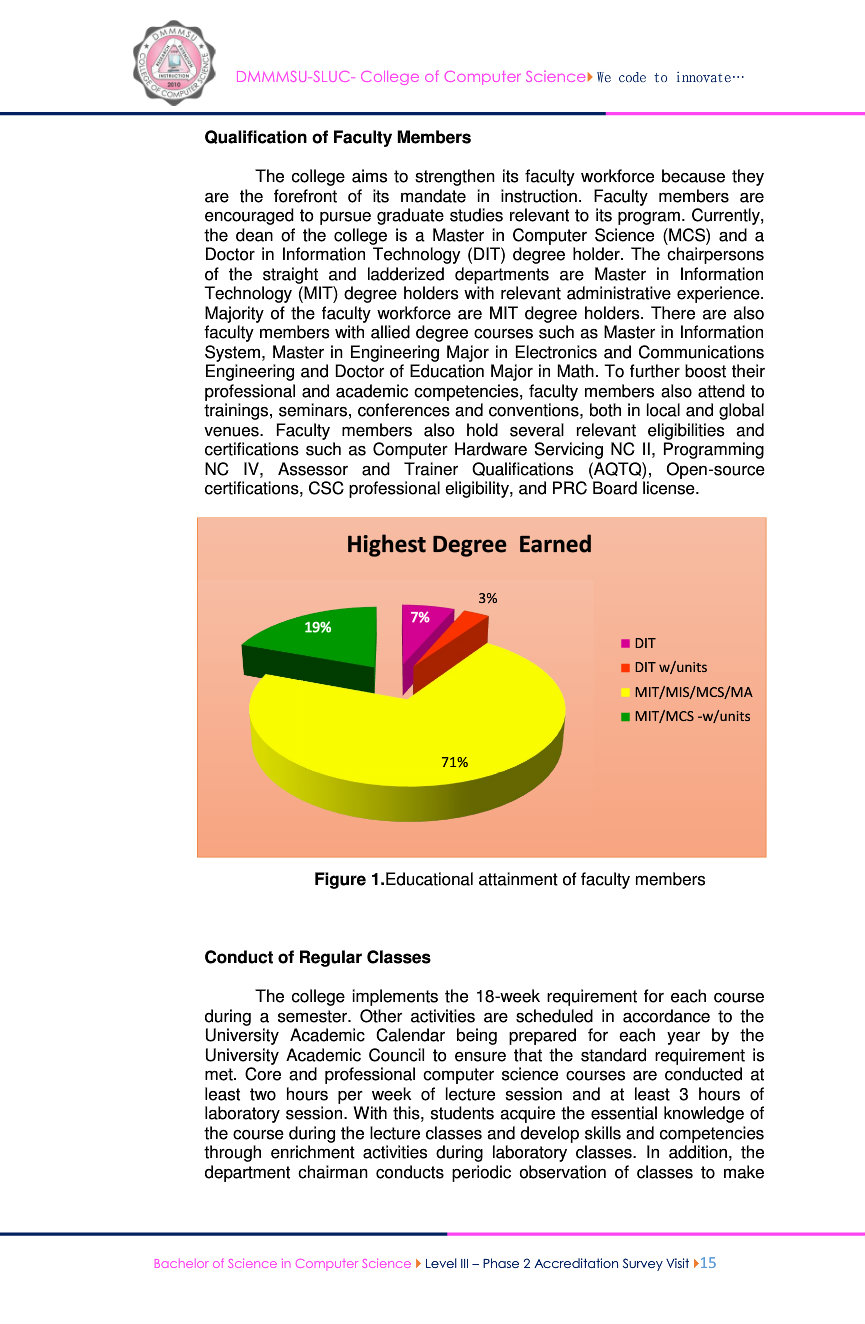 DMMMSU
RESEARCH
EXTENSION
INSTRUCTION
2010
COLLEGE OF COMPUTER SCIENCE
DMMMSU-SLUC- College of Computer Science We code to innovate…
Qualification of Faculty Members
The college aims to strengthen its faculty workforce because they
are the forefront of its mandate in instruction. Faculty members are
encouraged to pursue graduate studies relevant to its program. Currently,
the dean of the college is a Master in Computer Science (MCS) and a
Doctor in Information Technology (DIT) degree holder. The chairpersons
of the straight and ladderized departments are Master in Information
Technology (MIT) degree holders with relevant administrative experience.
Majority of the faculty workforce are MIT degree holders. There are also
faculty members with allied degree courses such as Master in Information
System, Master in Engineering Major in Electronics and Communications
Engineering and Doctor of Education Major in Math. To further boost their
professional and academic competencies, faculty members also attend to
trainings, seminars, conferences and conventions, both in local and global
venues. Faculty members also hold several relevant eligibilities and
certifications such as Computer Hardware Servicing NC II, Programming
NC IV, Assessor and Trainer Qualifications (AQTQ), Open-source
certifications, CSC professional eligibility, and PRC Board license.
Highest Degree  Earned
3%
7%
19%
71%
DIT
DIT w/units
MIT/MIS/MCS/MA
MIT/MCS -w/units
Figure 1.Educational attainment of faculty members
Conduct of Regular Classes
The college implements the 18-week requirement for each course
during a semester. Other activities are scheduled in accordance to the
University Academic Calendar being prepared for each year by the
University Academic Council to ensure that the standard requirement is
met. Core and professional computer science courses are conducted at
least two hours per week of lecture session and at least 3 hours of
laboratory session. With this, students acquire the essential knowledge of
the course during the lecture classes and develop skills and competencies
through enrichment activities during laboratory classes. In addition, the
department chairman conducts periodic observation of classes to make
Bachelor of Science in Computer Science Level III – Phase 2 Accreditation Survey Visit 15